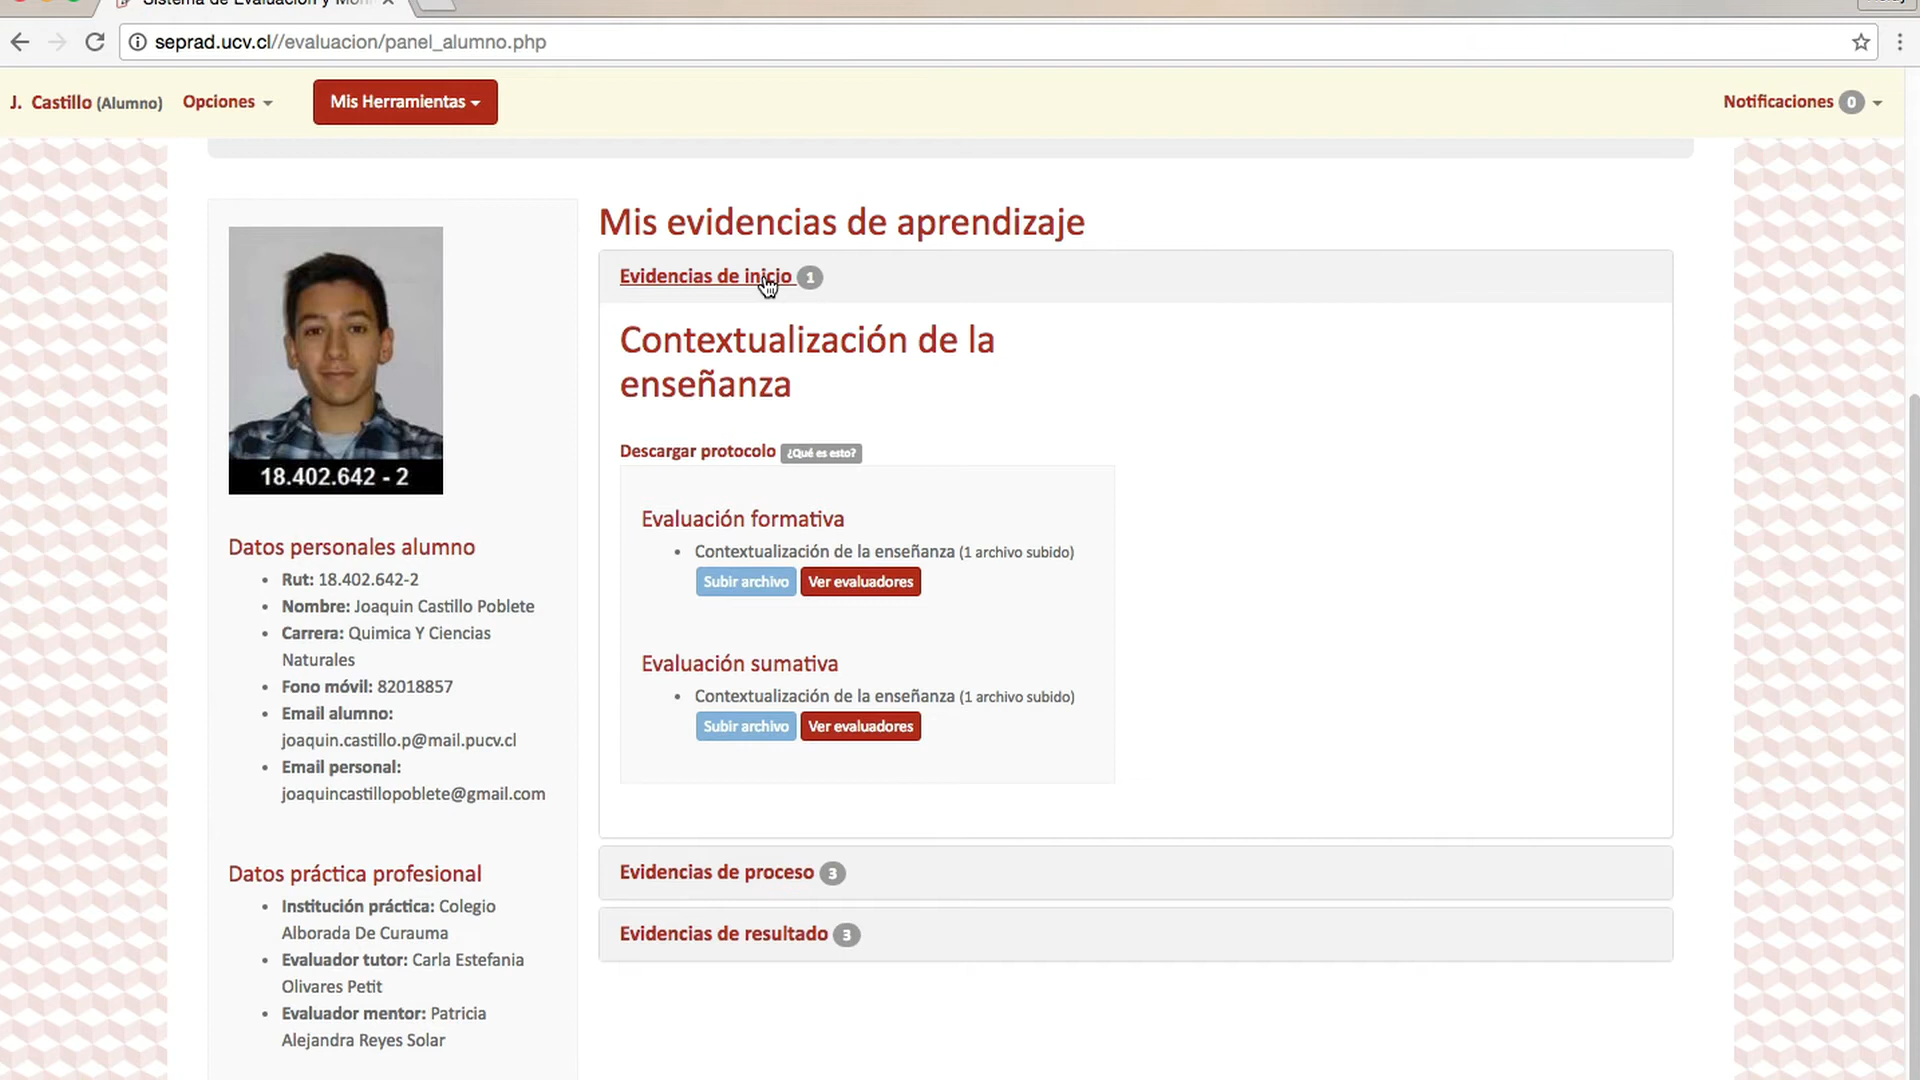 seprad.ucv.cl//evaluacion/panel_alumno.php
J. Castillo (Alumno) Opciones Mis Herramientas Notificaciones 0
Mis evidencias de aprendizaje
Evidencias de inicio 1
Contextualización de la
enseñanza
Descargar protocolo ¿Qué es esto?
Evaluación formativa
Contextualización de la enseñanza (1 archivo subido)
Subir archivo Ver evaluadores
Evaluación sumativa
Contextualización de la enseñanza (1 archivo subido)
Subir archivo Ver evaluadores
Evidencias de proceso 3
Evidencias de resultado 3
18.402.642 - 2
Datos personales alumno
Rut: 18.402.642-2
Nombre: Joaquin Castillo Poblete
Carrera: Quimica Y Ciencias
Naturales
Fono móvil: 82018857
Email alumno:
joaquin.castillo.p@mail.pucv.cl
Email personal:
joaquincastillopoblete@gmail.com
Datos práctica profesional
Institución práctica: Colegio
Alborada De Curauma
Evaluador tutor: Carla Estefania
Olivares Petit
Evaluador mentor: Patricia
Alejandra Reyes Solar